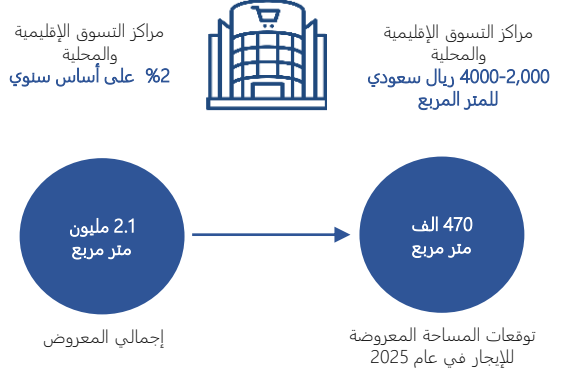 مراكز التسوق الإقليمية
والمحلية
4000-2,000 ريال سعودي
للمتر المربع
مراكز التسوق الإقليمية
والمحلية
2% على أساس سنوي
470 الف
متر مربع
2.1 مليون
متر مربع
توقعات المساحة المعروضة
للإيجار في عام 2025
إجمالي المعروض